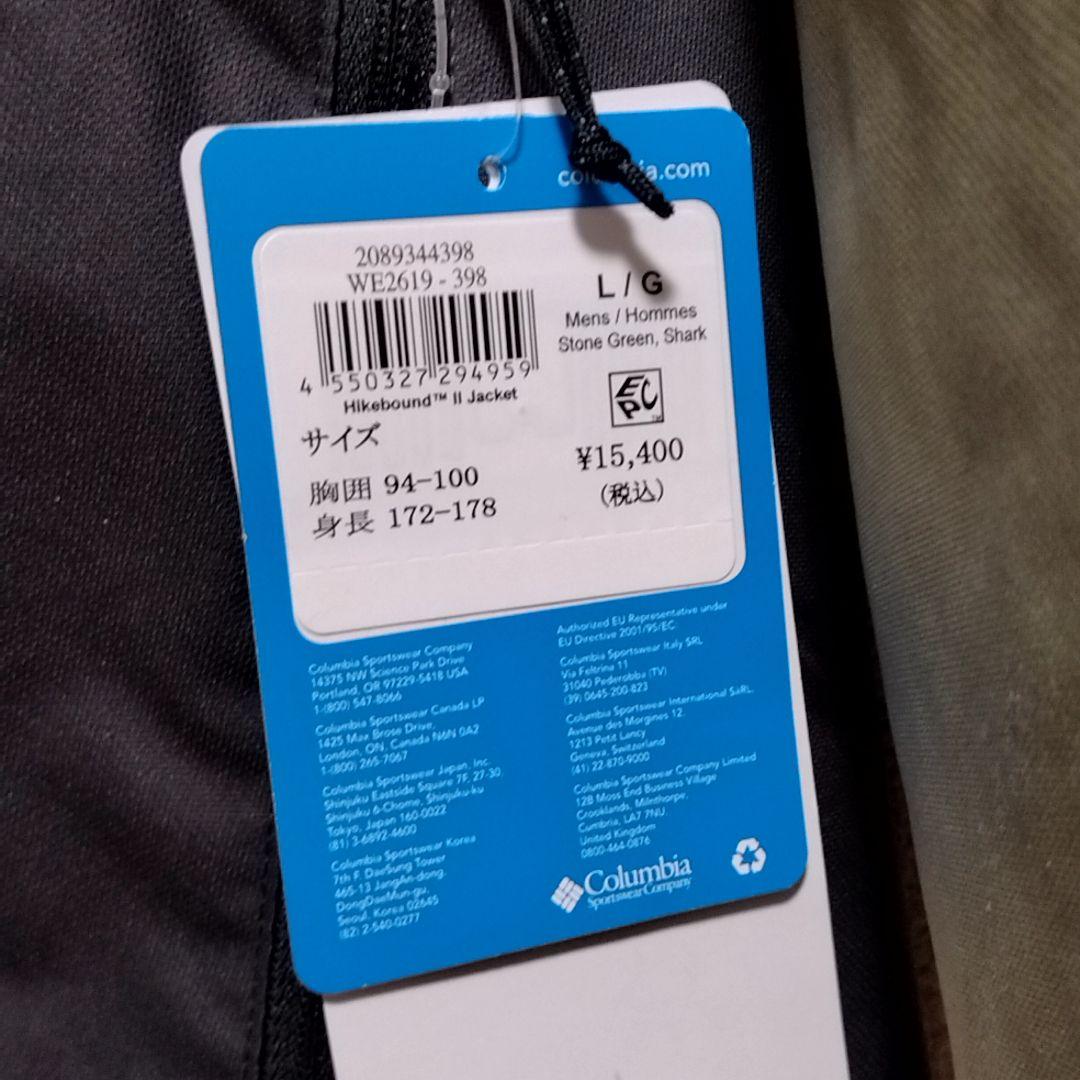 columbia.com
2089344398
WE2619-398
4 550327 294959
Hikebound™ II Jacket
サイズ
胸囲 94-100
身長 172-178
L / G
Mens / Hommes
Stone Green, Shark
EPC
¥15,400
(税込)
Columbia Sportswear Company
14375 NW Science Park Drive
Portland, OR 97229-5418 USA
1-(800) 547-8066
Columbia Sportswear Canada LP
1425 Max Brose Drive,
London, ON, Canada N6N 0A2
1-(800) 265-7067
Columbia Sportswear Japan, Inc.
Shinjuku Eastside Square 7F, 27-30
Shinjuku 6-Chome, Shinjuku-ku
Tokyo, Japan 160-0022
(81) 3-6892-4600
Columbia Sportswear Korea
7th F. DaeSung Tower
465-13 JangAn-dong,
DongDaeMun-gu,
Seoul, Korea 02645
(82) 2-540-0277
Authorized EU Representative under
EU Directive 2001/95/EC:
Columbia Sportswear Italy SRL
Via Feltrina 11
31040 Pederobba (TV)
(39) 0645-200-823
Columbia Sportswear International SaRL.
Avenue des Morgines 12
1213 Petit Lancy
Geneva, Switzerland
(41) 22-870-9000
Columbia Sportswear Company Limited
12B Moss End Business Village
Crooklands, Milnthorpe,
Cumbria, LA7 7NU,
United Kingdom
0800-464-0876
Columbia
Sportswear Company